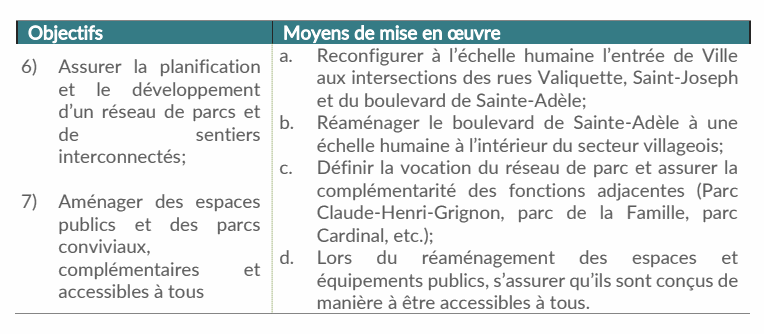 Objectifs
Moyens de mise en œuvre
6) Assurer la planification
et le développement
d'un réseau de parcs et
de sentiers
interconnectés;
7) Aménager des espaces
publics et des parcs
conviviaux,
complémentaires et
accessibles à tous
a. Reconfigurer à l'échelle humaine l'entrée de Ville
aux intersections des rues Valiquette, Saint-Joseph
et du boulevard de Sainte-Adèle;
b. Réaménager le boulevard de Sainte-Adèle à une
échelle humaine à l'intérieur du secteur villageois;
c. Définir la vocation du réseau de parc et assurer la
complémentarité des fonctions adjacentes (Parc
Claude-Henri-Grignon, parc de la Famille, parc
Cardinal, etc.);
d. Lors du réaménagement des espaces et
équipements publics, s'assurer qu'ils sont conçus de
manière à être accessibles à tous.